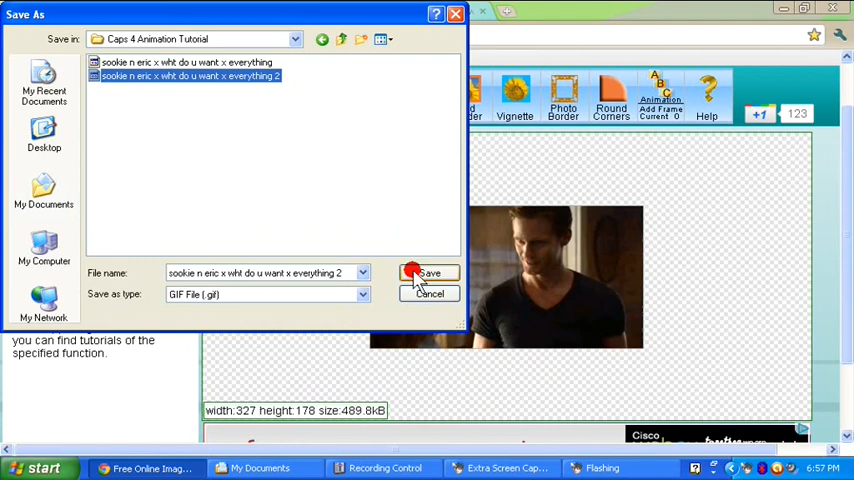 Save As
Save in: Caps 4 Animation Tutorial
sookie n eric x wht do u want x everything
sookie n eric x wht do u want x everything 2
My Recent
Documents
Desktop
My Documents
My Computer
My Network
File name: sookie n eric x wht do u want x everything 2
Save
Save as type: GIF File (.gif)
Cancel
Vignette
Photo
Border
Round
Corners
A
B
C
Animation
Add Frame
Current 0
?
Help
+1
123
you can find tutorials of the
specified function.
width:327 height:178 size:489.8kB
Cisco
start
Free Online Imag...
My Documents
Recording Control
Extra Screen Cap...
Flashing
6:57 PM